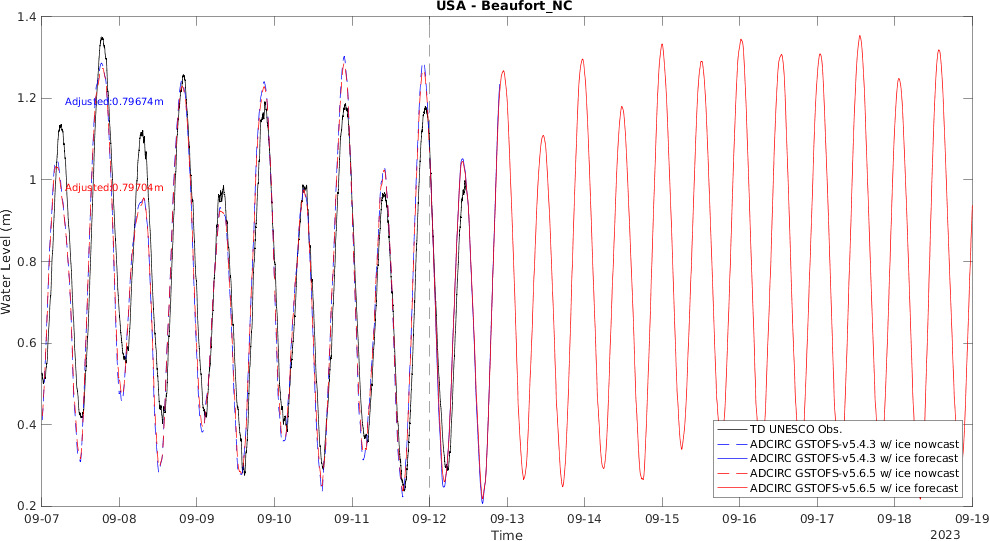 USA - Beaufort_NC
1.4
1.2
1
0.8
0.6
0.4
0.2
Water Level (m)
Adjusted:0.79674m
Adjusted:0.79704m
TD UNESCO Obs.
ADCIRC GSTOFS-v5.4.3 w/ ice nowcast
ADCIRC GSTOFS-v5.4.3 w/ ice forecast
ADCIRC GSTOFS-v5.6.5 w/ ice nowcast
ADCIRC GSTOFS-v5.6.5 w/ ice forecast
09-07 09-08 09-09 09-10 09-11 09-12 09-13 09-14 09-15 09-16 09-17 09-18 09-19
Time
2023